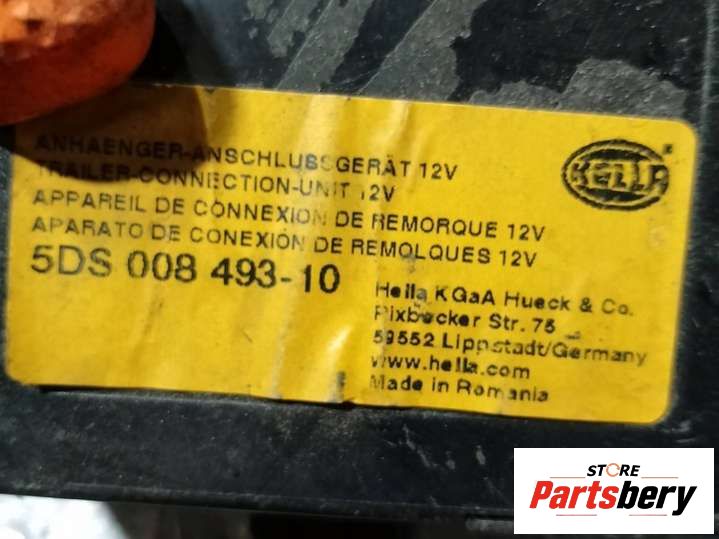 ANHAENGER-ANSCHLUSSGERÄT 12V
TRAILER-CONNECTION-UNIT 12V
APPAREIL DE CONNEXION DE REMORQUE 12V
APARATO DE CONEXIÓN DE REMOLQUES 12V
HELLA
5DS 008 493-10
Hella KGaA Hueck & Co.
Rixbecker Str. 75
59552 Lippstadt/Germany
www.hella.com
Made in Romania
STORE
Partsbery